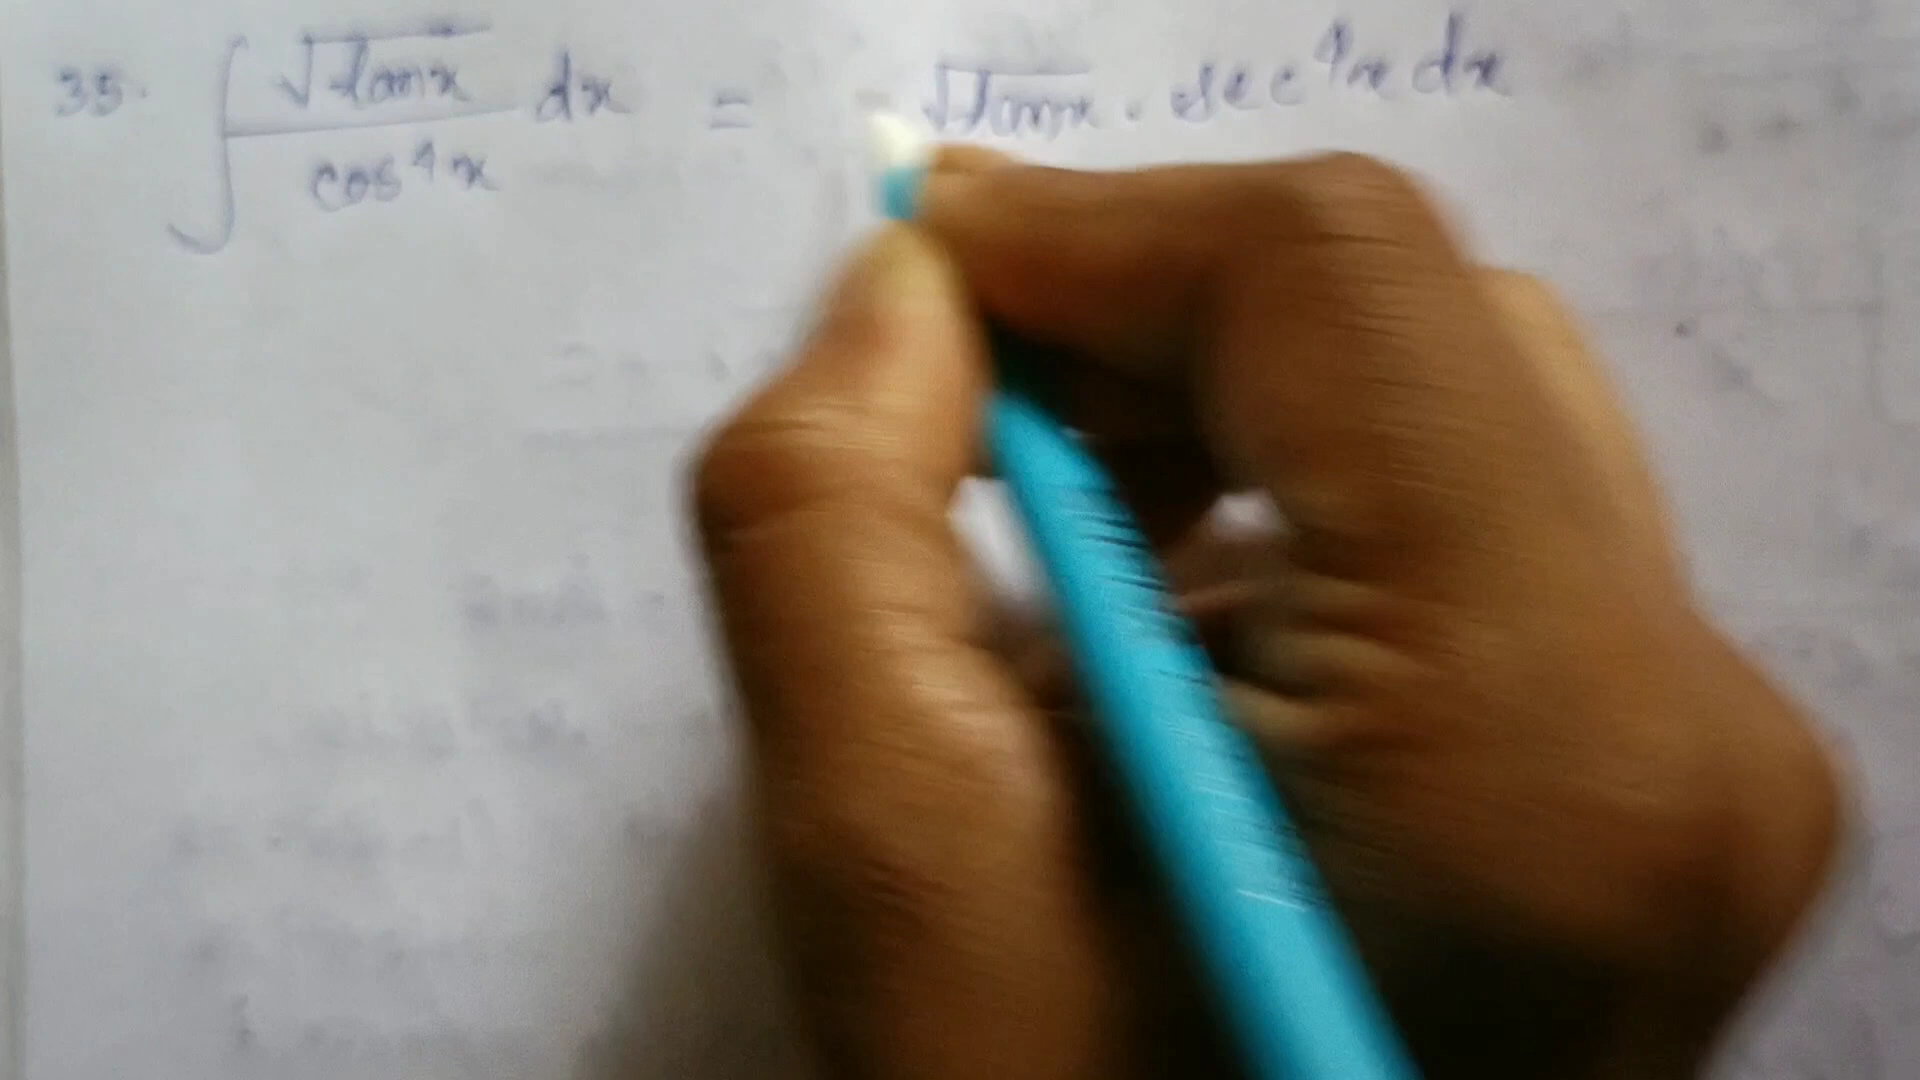 35. ∫ √tanx / cos⁴x dx = √tanx . sec⁴x dx